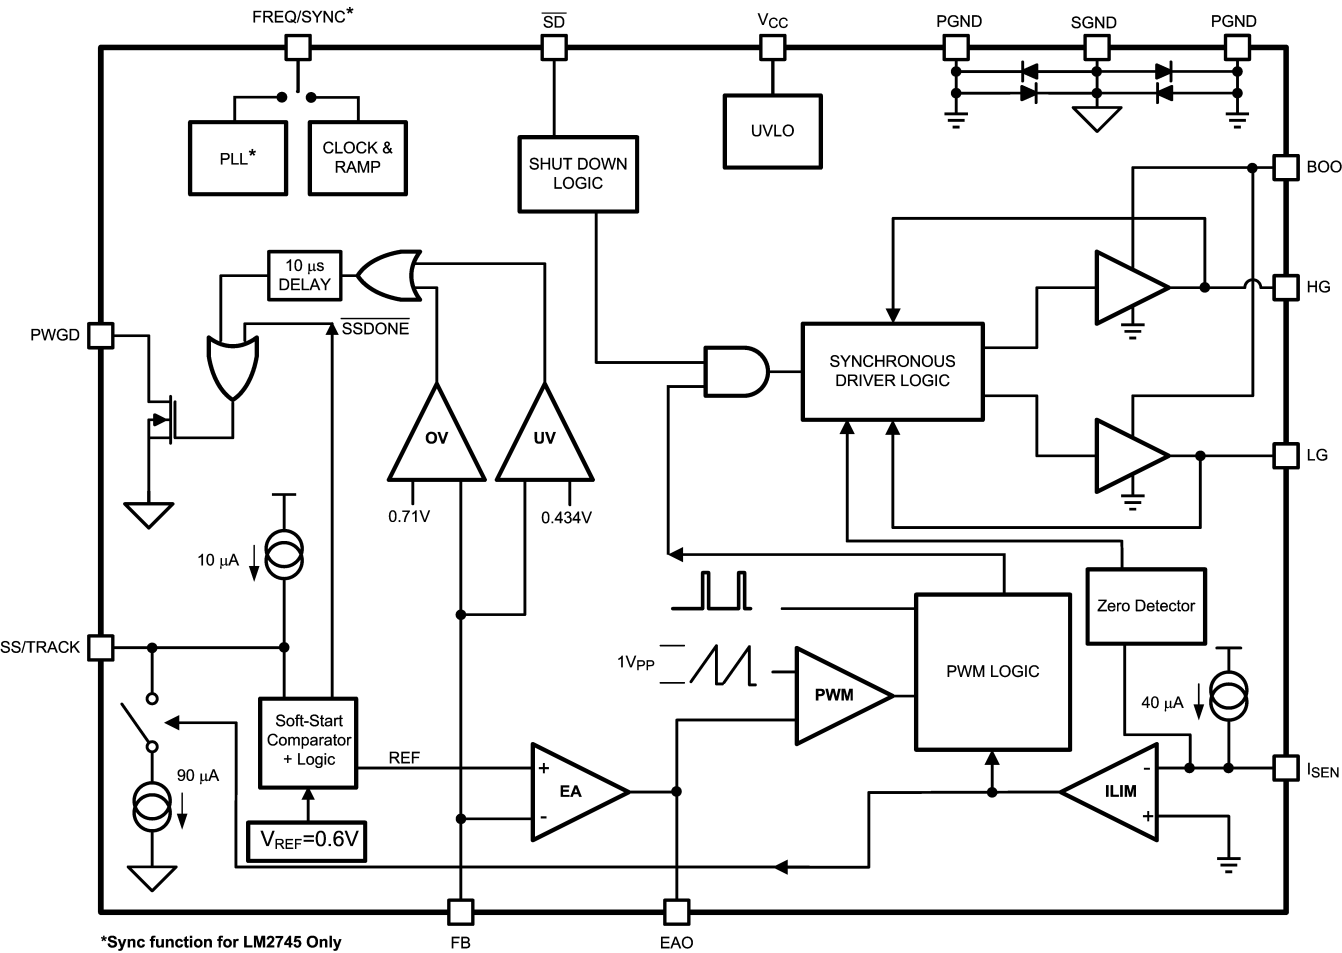 FREQ/SYNC*
SD
VCC
PGND
SGND
PGND
PLL*
CLOCK &
RAMP
SHUT DOWN
LOGIC
UVLO
BOO
10 μs
DELAY
HG
PWGD
SSDONE
SYNCHRONOUS
DRIVER LOGIC
OV
UV
LG
0.71V
0.434V
10 μA
Zero Detector
SS/TRACK
1VPP
PWM
PWM LOGIC
40 μA
Soft-Start
Comparator
+ Logic
REF
90 μA
+
EA
-
ILIM
-
+
ISEN
VREF=0.6V
*Sync function for LM2745 Only
FB
EAO